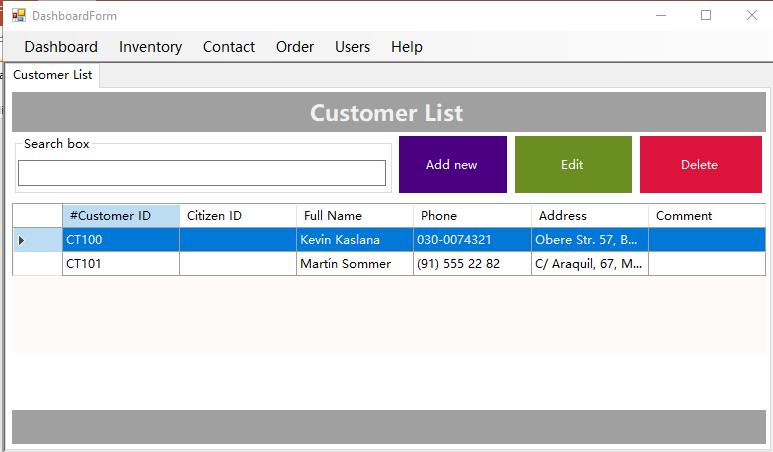 DashboardForm
Dashboard Inventory Contact Order Users Help
Customer List
Customer List
Search box
Add new Edit Delete
#Customer ID Citizen ID Full Name Phone Address Comment
CT100 Kevin Kaslana 030-0074321 Obere Str. 57, B...
CT101 Martín Sommer (91) 555 22 82 C/ Araquil, 67, M...